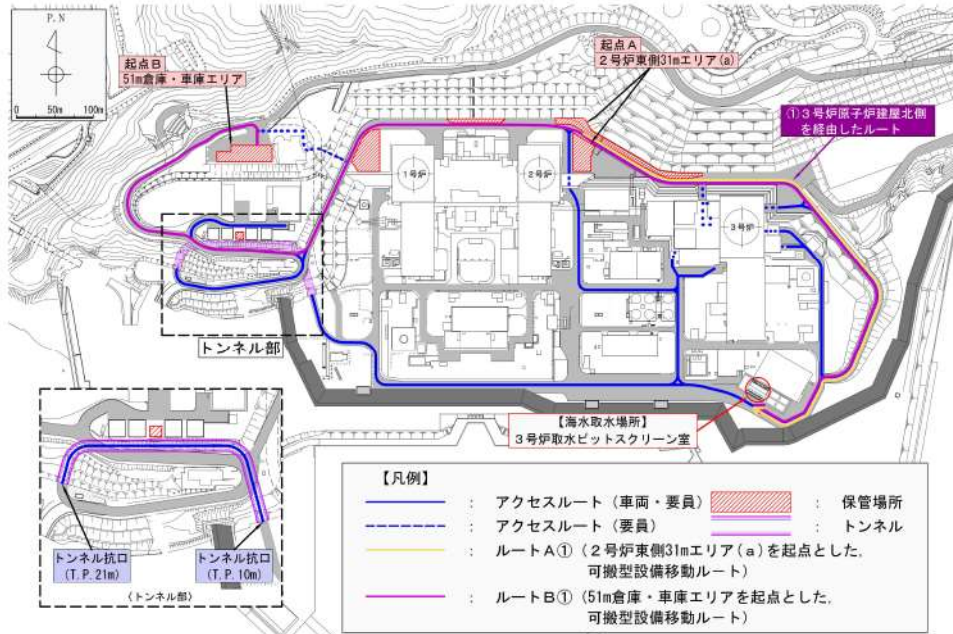 P.N
0 50m 100m
起点B
51m倉庫・車庫エリア
起点A
2号炉東側31mエリア(a)
①3号炉原子炉建屋北側
を経由したルート
1号炉
2号炉
3号炉
トンネル部
【海水取水場所】
3号炉取水ピットスクリーン室
トンネル抗口
(T.P.21m)
トンネル抗口
(T.P.10m)
(トンネル部)
【凡例】
: アクセスルート(車両・要員)
: 保管場所
: アクセスルート(要員)
: トンネル
: ルートA①(2号炉東側31mエリア(a)を起点とした,
可搬型設備移動ルート)
: ルートB①(51m倉庫・車庫エリアを起点とした,
可搬型設備移動ルート)